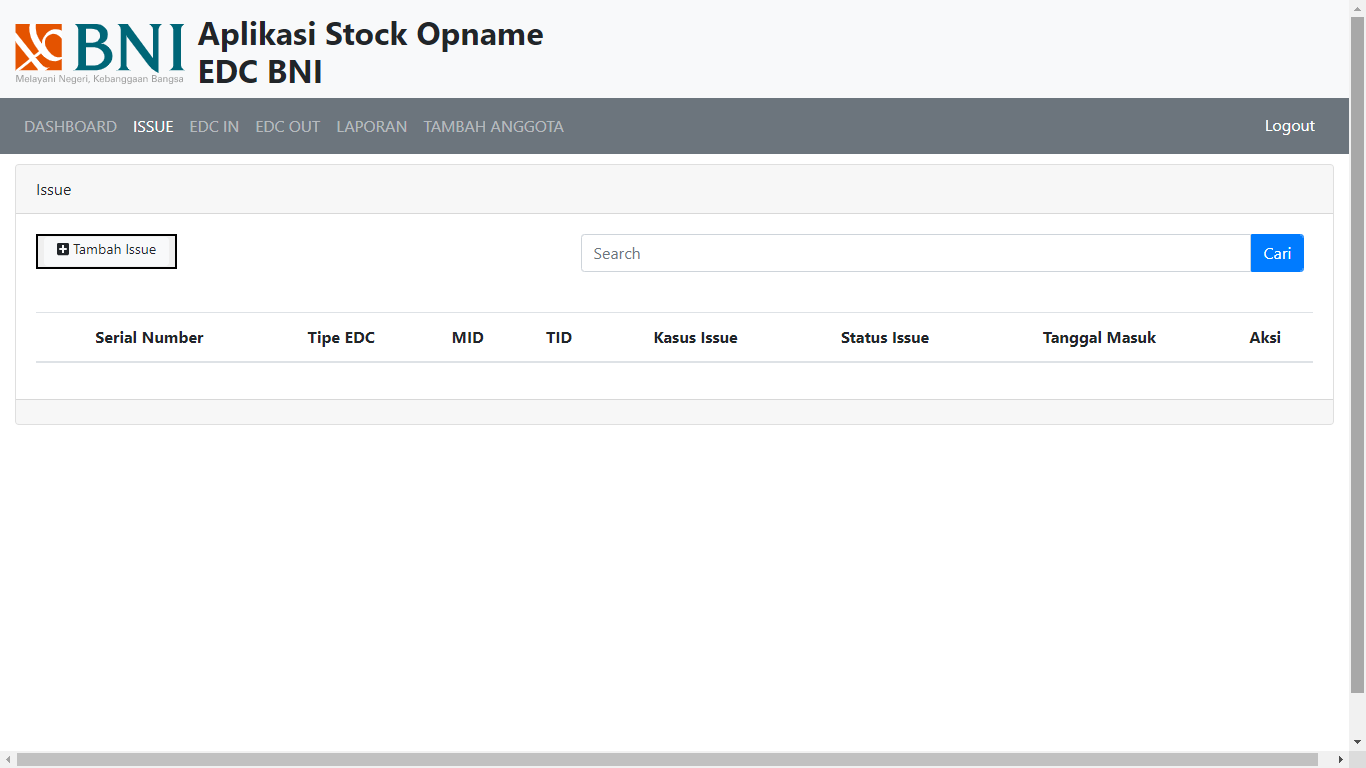 BNI
Melayani Negeri, Kebanggaan Bangsa
Aplikasi Stock Opname
EDC BNI
DASHBOARD ISSUE EDC IN EDC OUT LAPORAN TAMBAH ANGGOTA Logout
Issue
Tambah Issue Search Cari
Serial Number Tipe EDC MID TID Kasus Issue Status Issue Tanggal Masuk Aksi